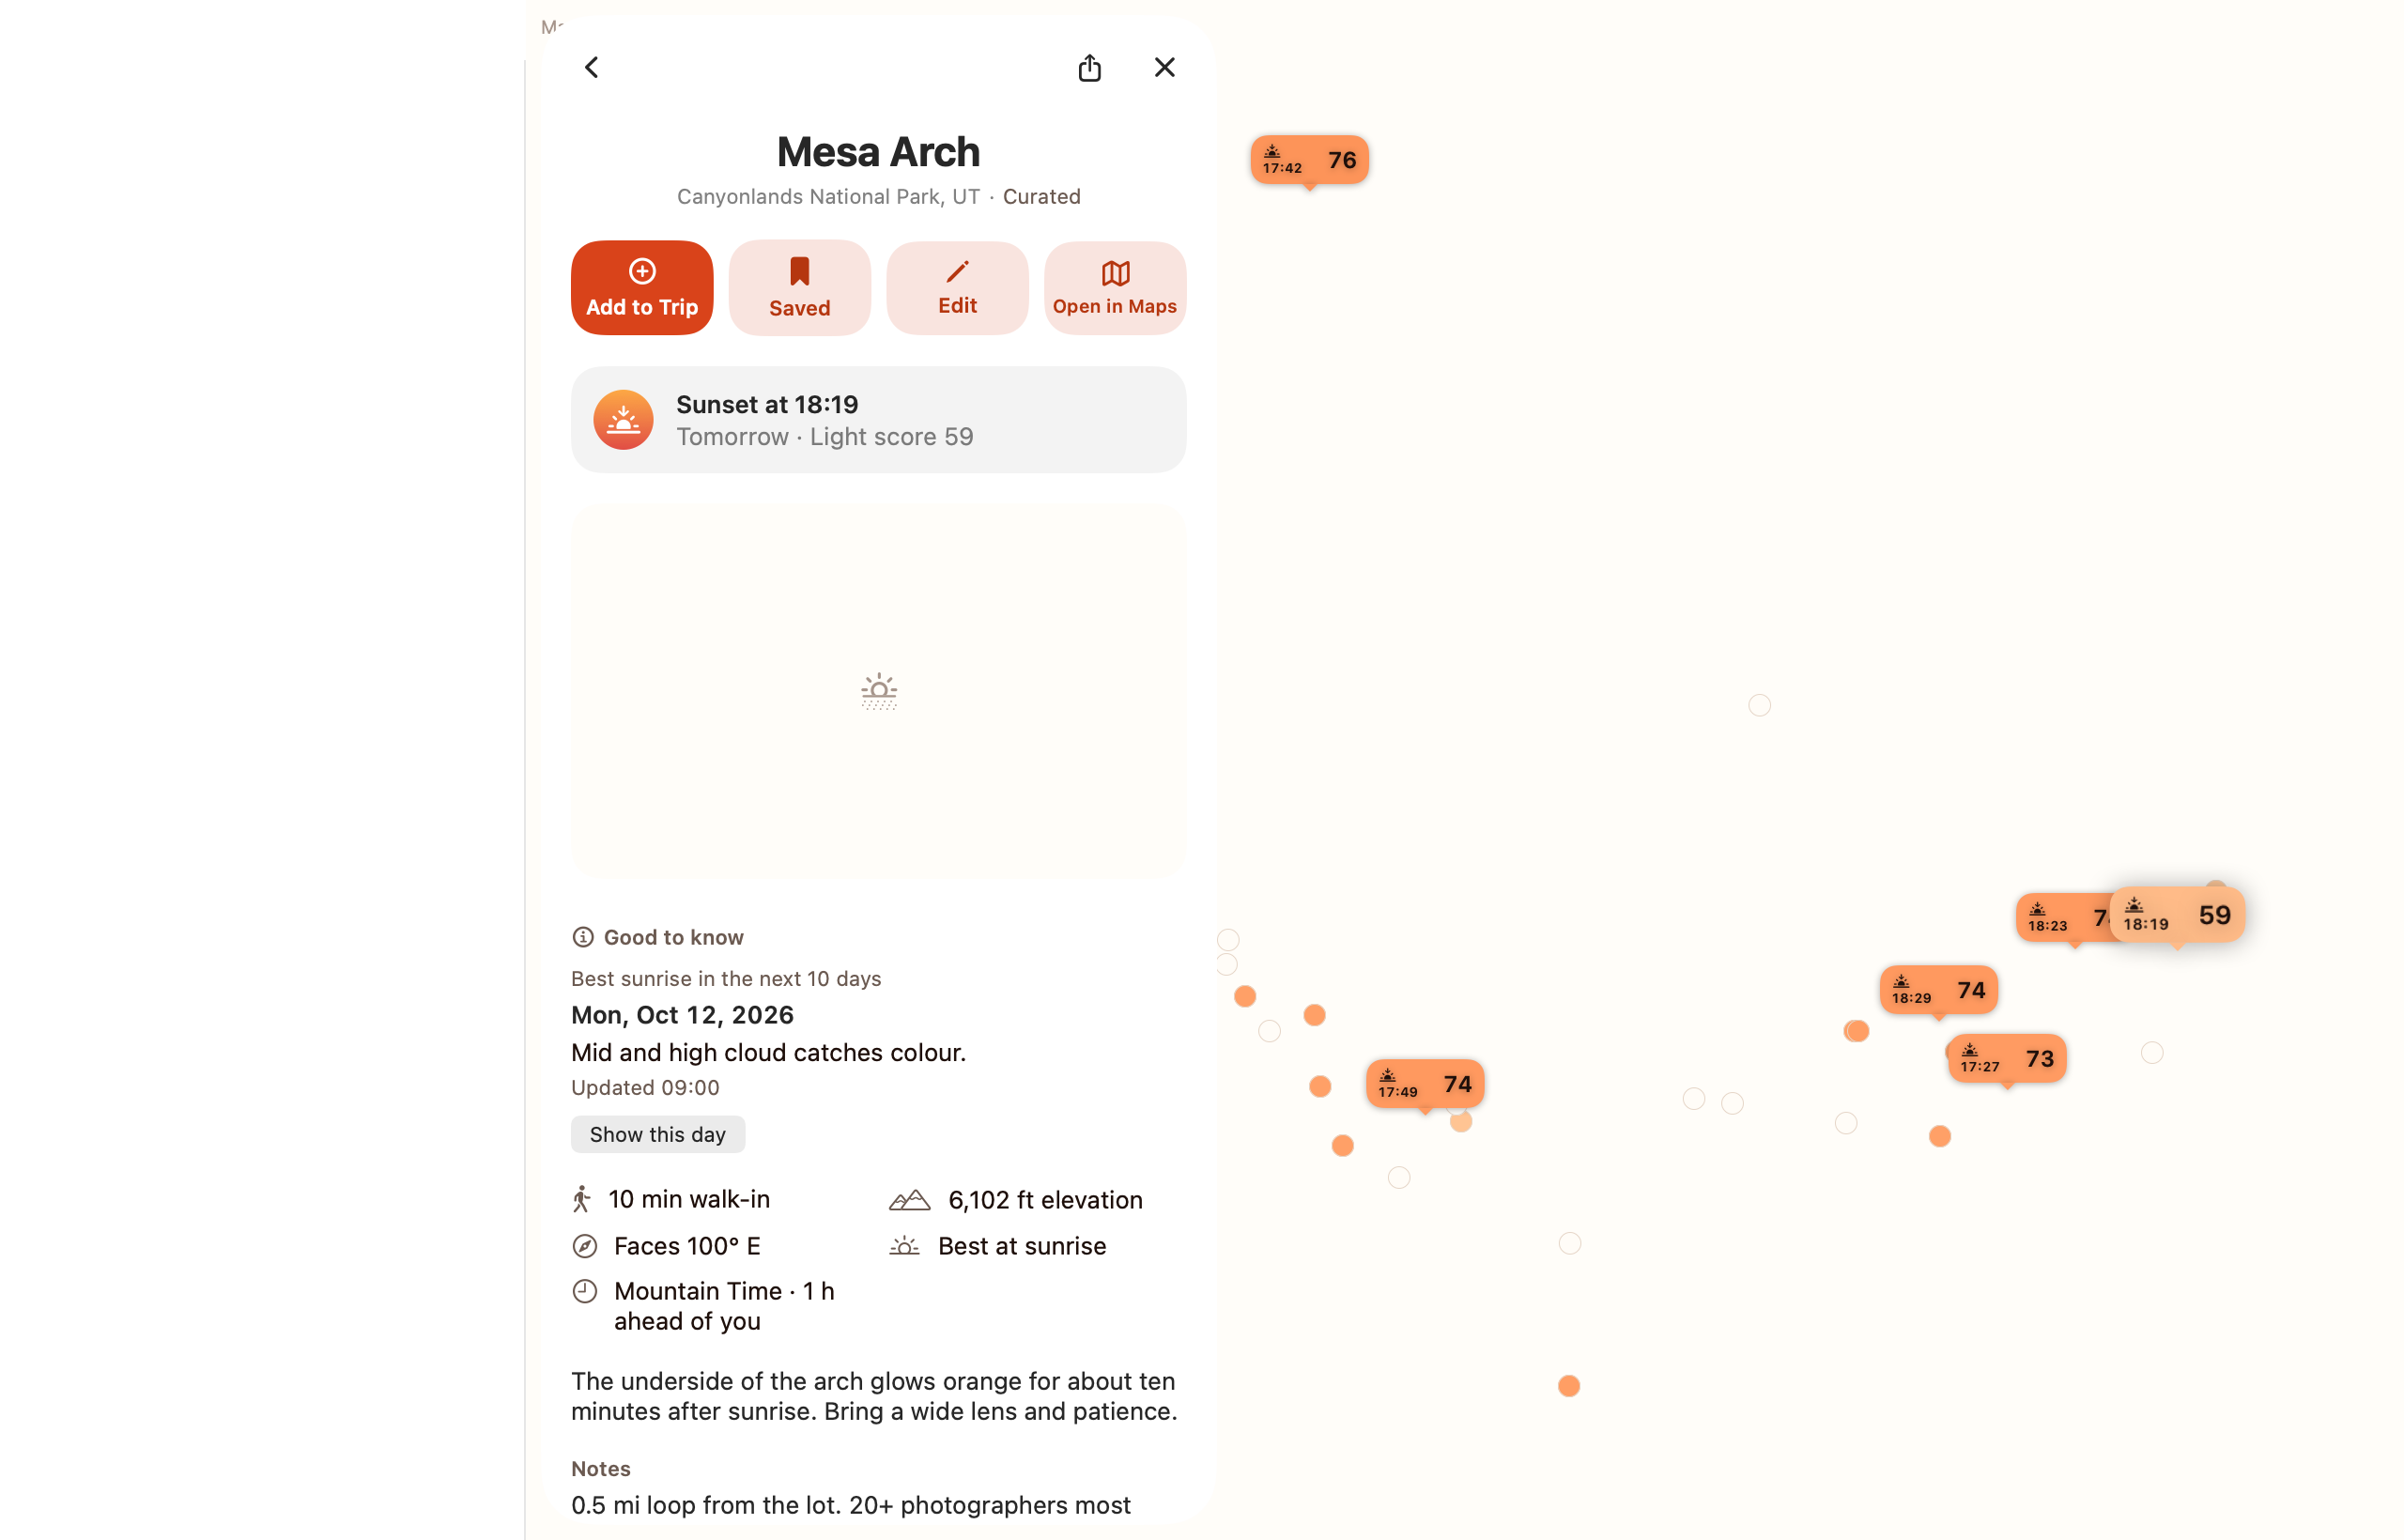 Mesa Arch
Canyonlands National Park, UT · Curated
Add to Trip
Saved
Edit
Open in Maps
Sunset at 18:19
Tomorrow · Light score 59
Good to know
Best sunrise in the next 10 days
Mon, Oct 12, 2026
Mid and high cloud catches colour.
Updated 09:00
Show this day
10 min walk-in
6,102 ft elevation
Faces 100° E
Best at sunrise
Mountain Time · 1 h
ahead of you
The underside of the arch glows orange for about ten
minutes after sunrise. Bring a wide lens and patience.
Notes
0.5 mi loop from the lot. 20+ photographers most
17:42 76
18:23
18:19 59
18:29 74
17:27 73
17:49 74